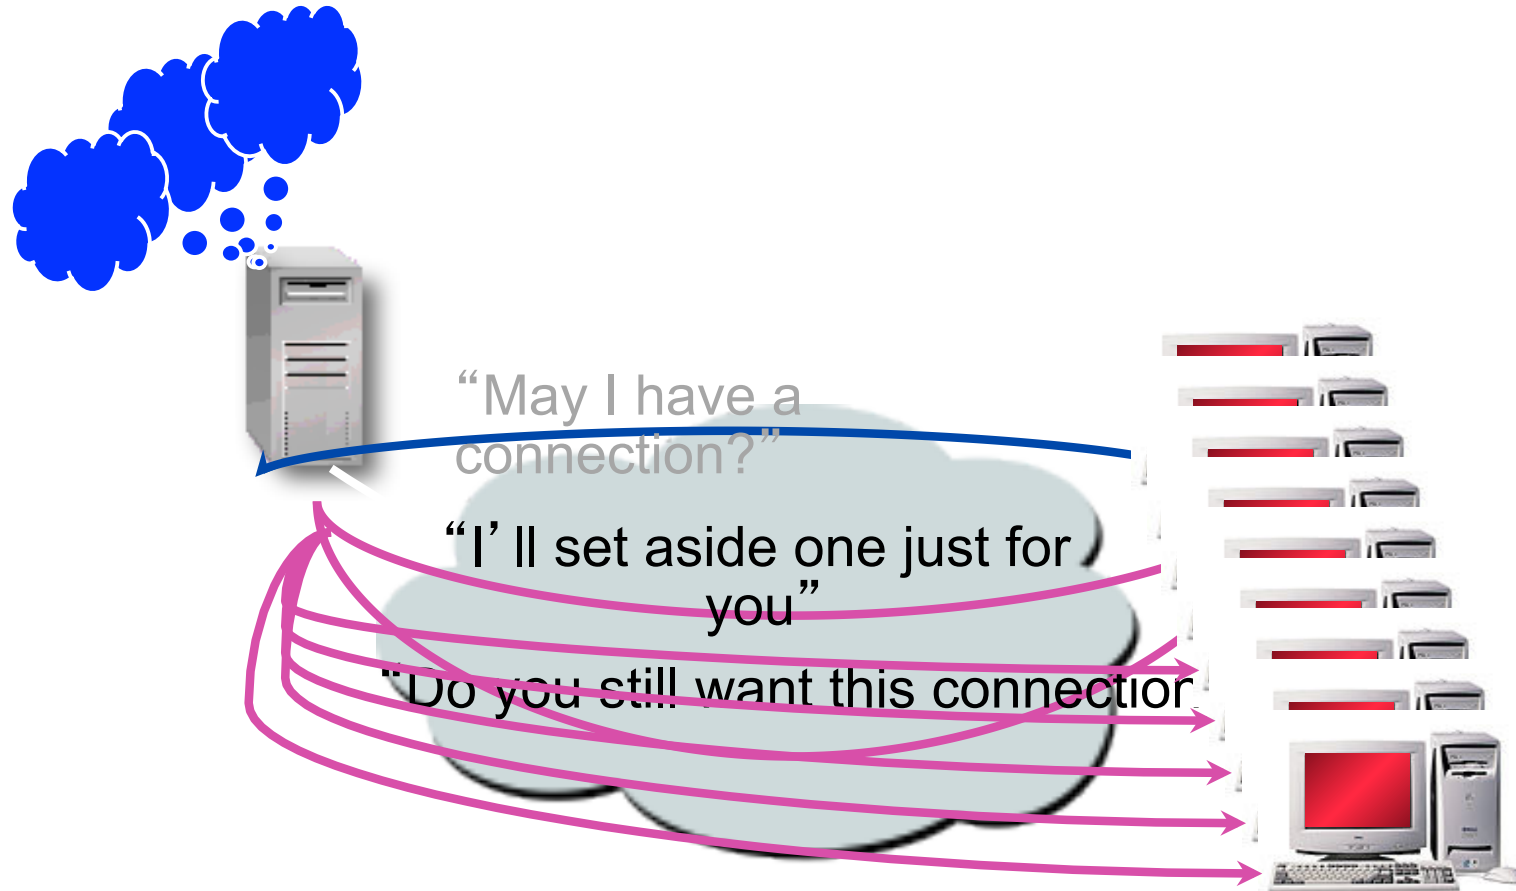 “May I have a
connection?”
“I’ll set aside one just for
you”
“Do you still want this connection